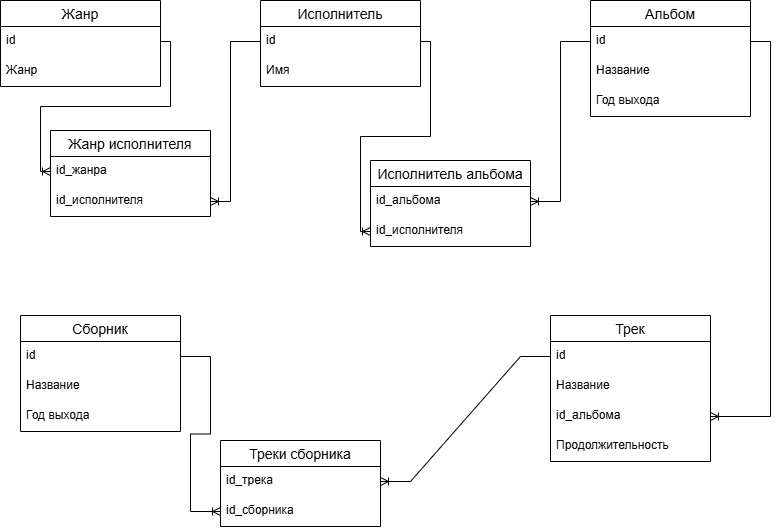 Жанр
id
Жанр
Исполнитель
id
Имя
Альбом
id
Название
Год выхода
Жанр исполнителя
id_жанра
id_исполнителя
Исполнитель альбома
id_альбома
id_исполнителя
Сборник
id
Название
Год выхода
Трек
id
Название
id_альбома
Продолжительность
Треки сборника
id_трека
id_сборника